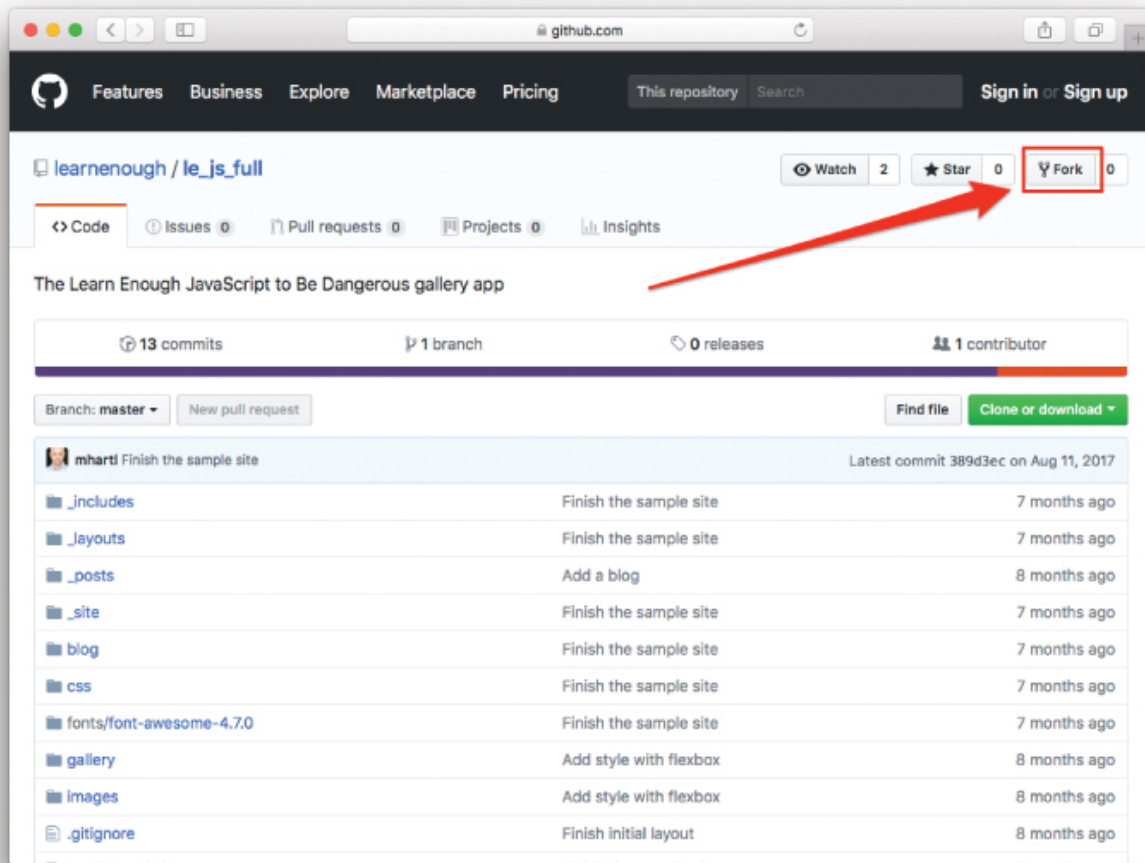 github.com
Features Business Explore Marketplace Pricing This repository Search Sign in or Sign up
learnenough / le_js_full Watch 2 Star 0 Fork 0
Code Issues 0 Pull requests 0 Projects 0 Insights
The Learn Enough JavaScript to Be Dangerous gallery app
13 commits 1 branch 0 releases 1 contributor
Branch: master New pull request Find file Clone or download
mhartl Finish the sample site Latest commit 389d3ec on Aug 11, 2017
_includes Finish the sample site 7 months ago
_layouts Finish the sample site 7 months ago
_posts Add a blog 8 months ago
_site Finish the sample site 7 months ago
blog Finish the sample site 7 months ago
css Finish the sample site 7 months ago
fonts/font-awesome-4.7.0 Finish the sample site 7 months ago
gallery Add style with flexbox 8 months ago
images Add style with flexbox 8 months ago
.gitignore Finish initial layout 8 months ago